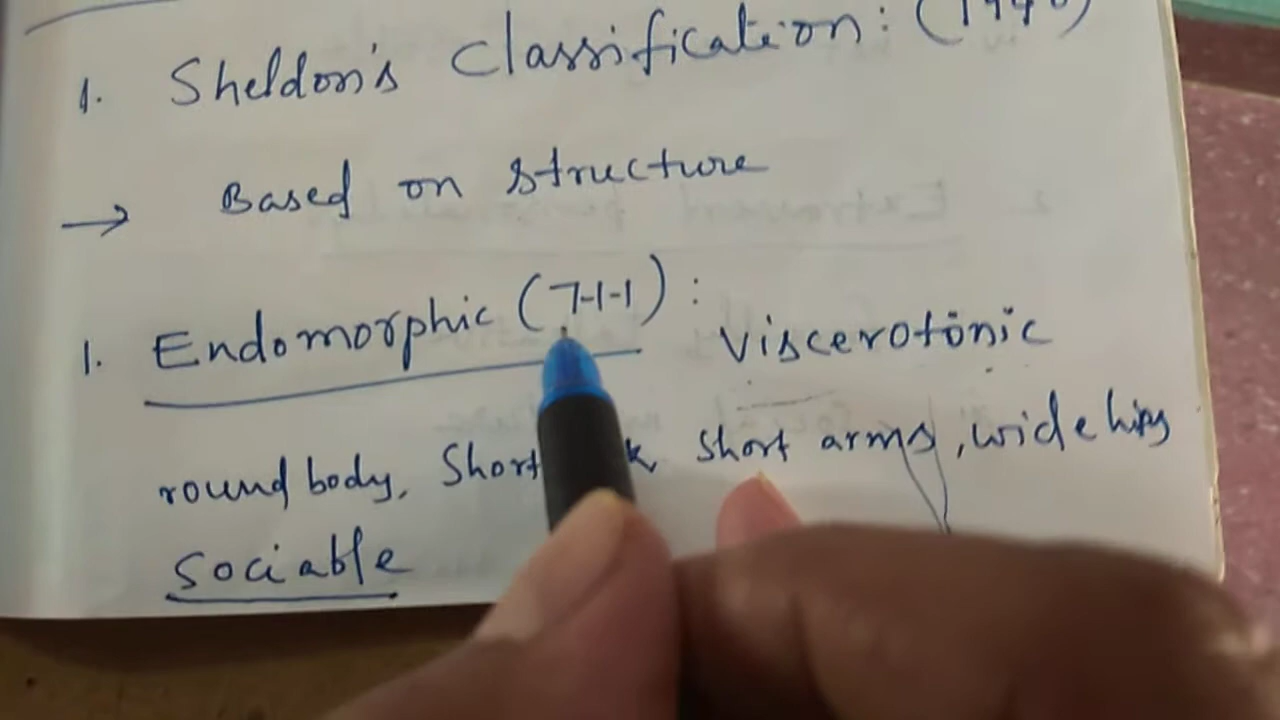 1. Sheldon's Classification: (1940)
→ Based on structure
1. Endomorphic (7-1-1): Viscerotonic
round body, Short short arms, wide hips
Sociable